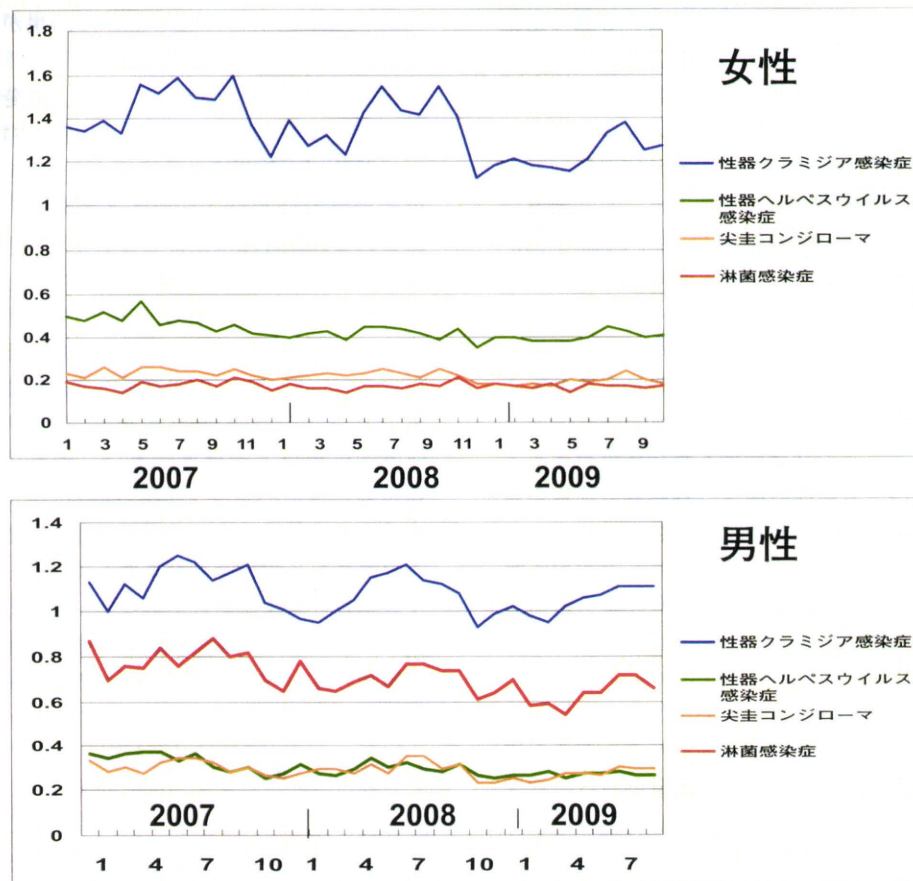 女性
1.8
1.6
1.4
1.2
1
0.8
0.6
0.4
0.2
0
1 3 5 7 9 11 1 3 5 7 9 11 1 3 5 7 9
2007 2008 2009
性器クラミジア感染症
性器ヘルペスウイルス
感染症
尖圭コンジローマ
淋菌感染症
男性
1.4
1.2
1
0.8
0.6
0.4
0.2
0
2007 2008 2009
1 4 7 10 1 4 7 10 1 4 7
性器クラミジア感染症
性器ヘルペスウイルス
感染症
尖圭コンジローマ
淋菌感染症